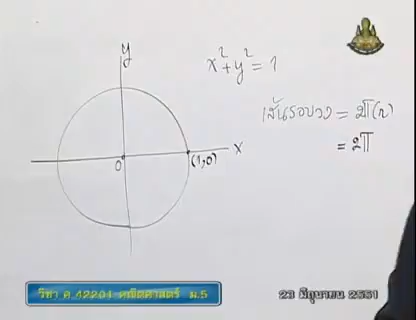 y
x²+y²=1
เส้นรอบวง = 2π(r)
= 2π
x
0
(1,0)
วิชา ค 42201 คณิตศาสตร์ ม.5
23 มิถุนายน 2551